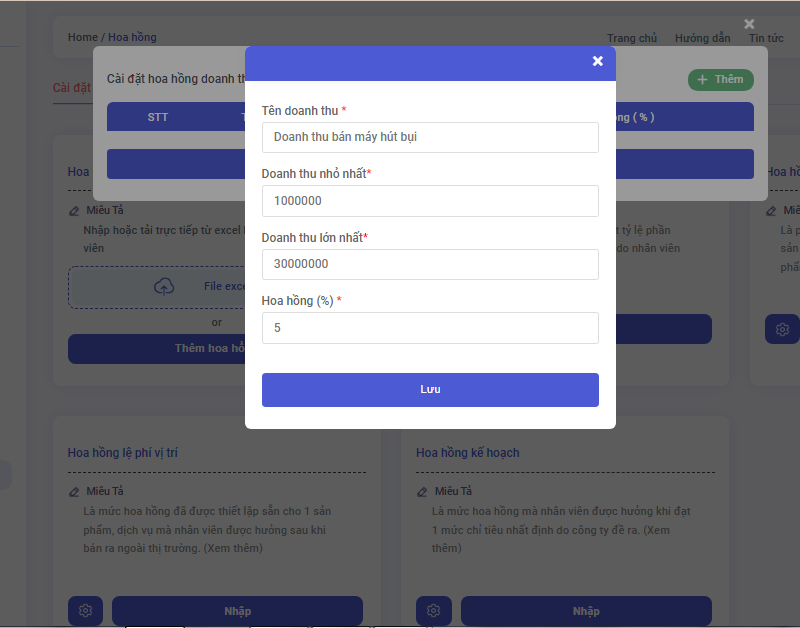 Home / Hoa hồng
Trang chủ Hướng dẫn Tin tức
Cài đặt
Cài đặt hoa hồng doanh
Thêm
STT
( % )
Tên doanh thu *
Doanh thu bán máy hút bụi
Doanh thu nhỏ nhất*
1000000
Doanh thu lớn nhất*
30000000
Hoa hồng (%) *
5
Lưu
Hoa
Miêu Tả
Nhập hoặc tải trực tiếp từ excel
viên
File
or
Thêm hoa
tỷ lệ phần
do nhân viên
Hoa
Là
sản
Hoa hồng lệ phí vị trí
Miêu Tả
Là mức hoa hồng đã được thiết lập sẵn cho 1 sản
phẩm, dịch vụ mà nhân viên được hưởng sau khi
bán ra ngoài thị trường. (Xem thêm)
Nhập
Hoa hồng kế hoạch
Miêu Tả
Là mức hoa hồng mà nhân viên được hưởng khi đạt
1 mức chỉ tiêu nhất định do công ty đề ra. (Xem
thêm)
Nhập